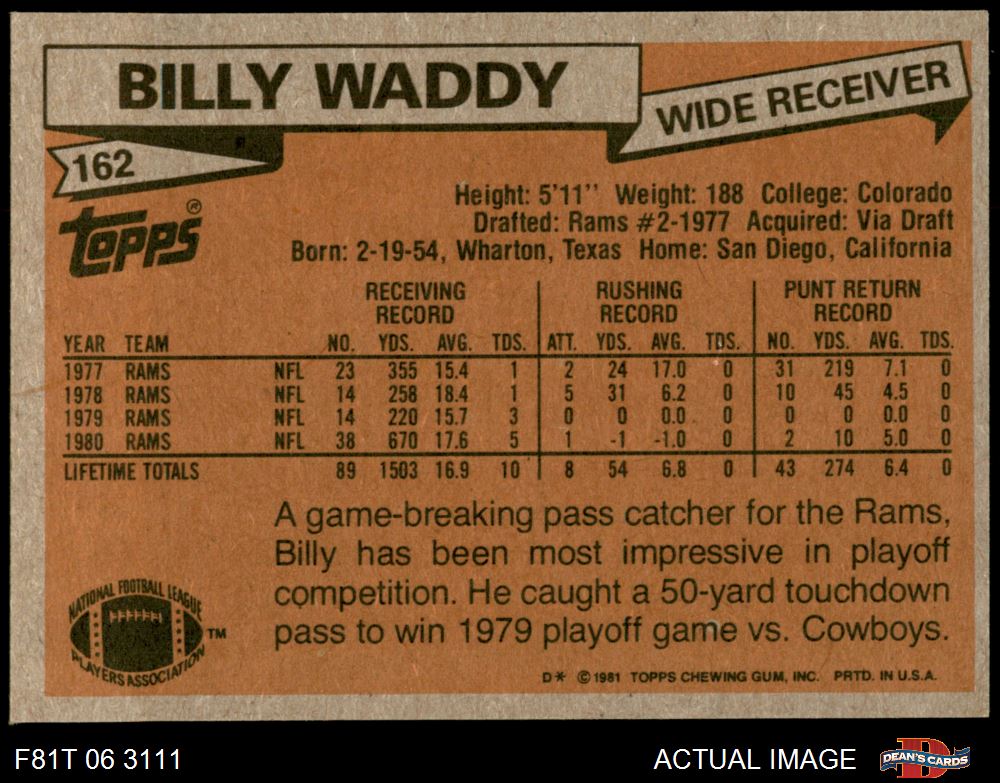 BILLY WADDY
WIDE RECEIVER
162
Topps®
Height: 5'11'' Weight: 188 College: Colorado
Drafted: Rams #2-1977 Acquired: Via Draft
Born: 2-19-54, Wharton, Texas Home: San Diego, California
RECEIVING RECORD RUSHING RECORD PUNT RETURN RECORD
YEAR TEAM NO. YDS. AVG. TDS. ATT. YDS. AVG. TDS. NO. YDS. AVG. TDS.
1977 RAMS NFL 23 355 15.4 1 2 24 17.0 0 31 219 7.1 0
1978 RAMS NFL 14 258 18.4 1 5 31 6.2 0 10 45 4.5 0
1979 RAMS NFL 14 220 15.7 3 0 0 0.0 0 0 0 0.0 0
1980 RAMS NFL 38 670 17.6 5 1 -1 -1.0 0 2 10 5.0 0
LIFETIME TOTALS 89 1503 16.9 10 8 54 6.8 0 43 274 6.4 0
A game-breaking pass catcher for the Rams,
Billy has been most impressive in playoff
competition. He caught a 50-yard touchdown
pass to win 1979 playoff game vs. Cowboys.
NATIONAL FOOTBALL LEAGUE
PLAYERS ASSOCIATION
TM
D* ©1981 TOPPS CHEWING GUM, INC. PRTD. IN U.S.A.
F81T 06 3111
ACTUAL IMAGE
DEAN'S CARDS